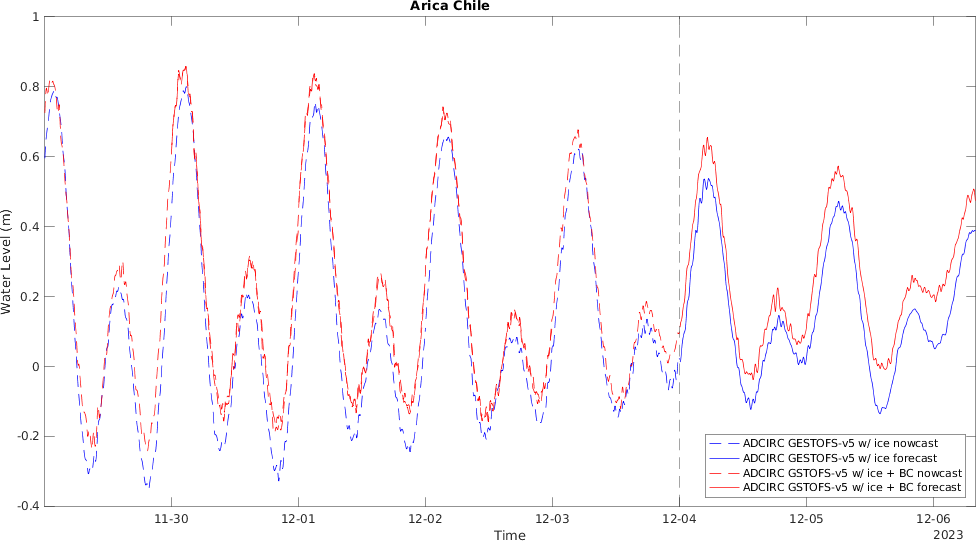 Arica Chile
1
0.8
0.6
0.4
0.2
0
-0.2
-0.4
Water Level (m)
11-30
12-01
12-02
12-03
12-04
12-05
12-06
Time
2023
ADCIRC GESTOFS-v5 w/ ice nowcast
ADCIRC GESTOFS-v5 w/ ice forecast
ADCIRC GSTOFS-v5 w/ ice + BC nowcast
ADCIRC GSTOFS-v5 w/ ice + BC forecast